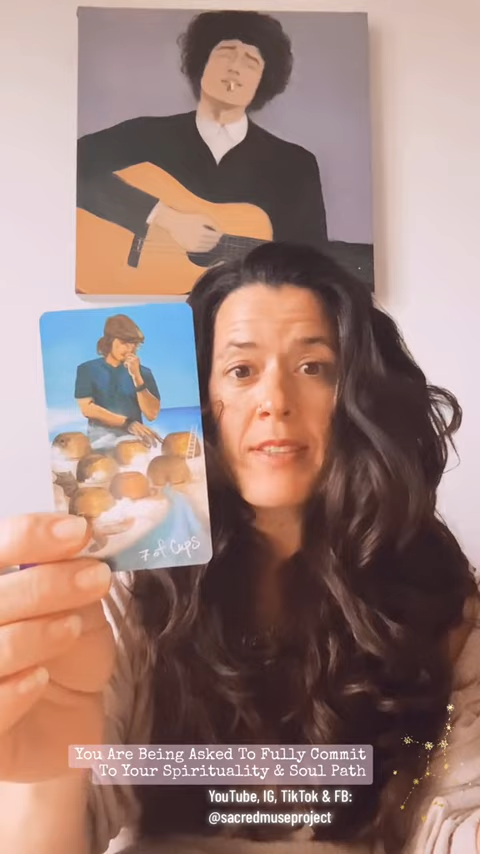 7 of Cups
You Are Being Asked To Fully Commit
To Your Spirituality & Soul Path
YouTube, IG, TikTok & FB:
@sacredmuseproject